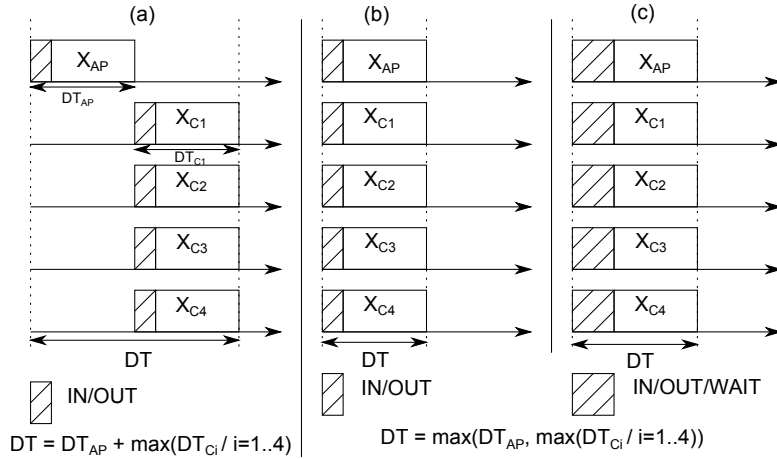 (a)
X_AP
DT_AP
X_C1
DT_C1
X_C2
X_C3
X_C4
DT
IN/OUT
DT = DT_AP + max(DT_Ci / i=1..4)
(b)
X_AP
X_C1
X_C2
X_C3
X_C4
DT
IN/OUT
(c)
X_AP
X_C1
X_C2
X_C3
X_C4
DT
IN/OUT/WAIT
DT = max(DT_AP, max(DT_Ci / i=1..4))